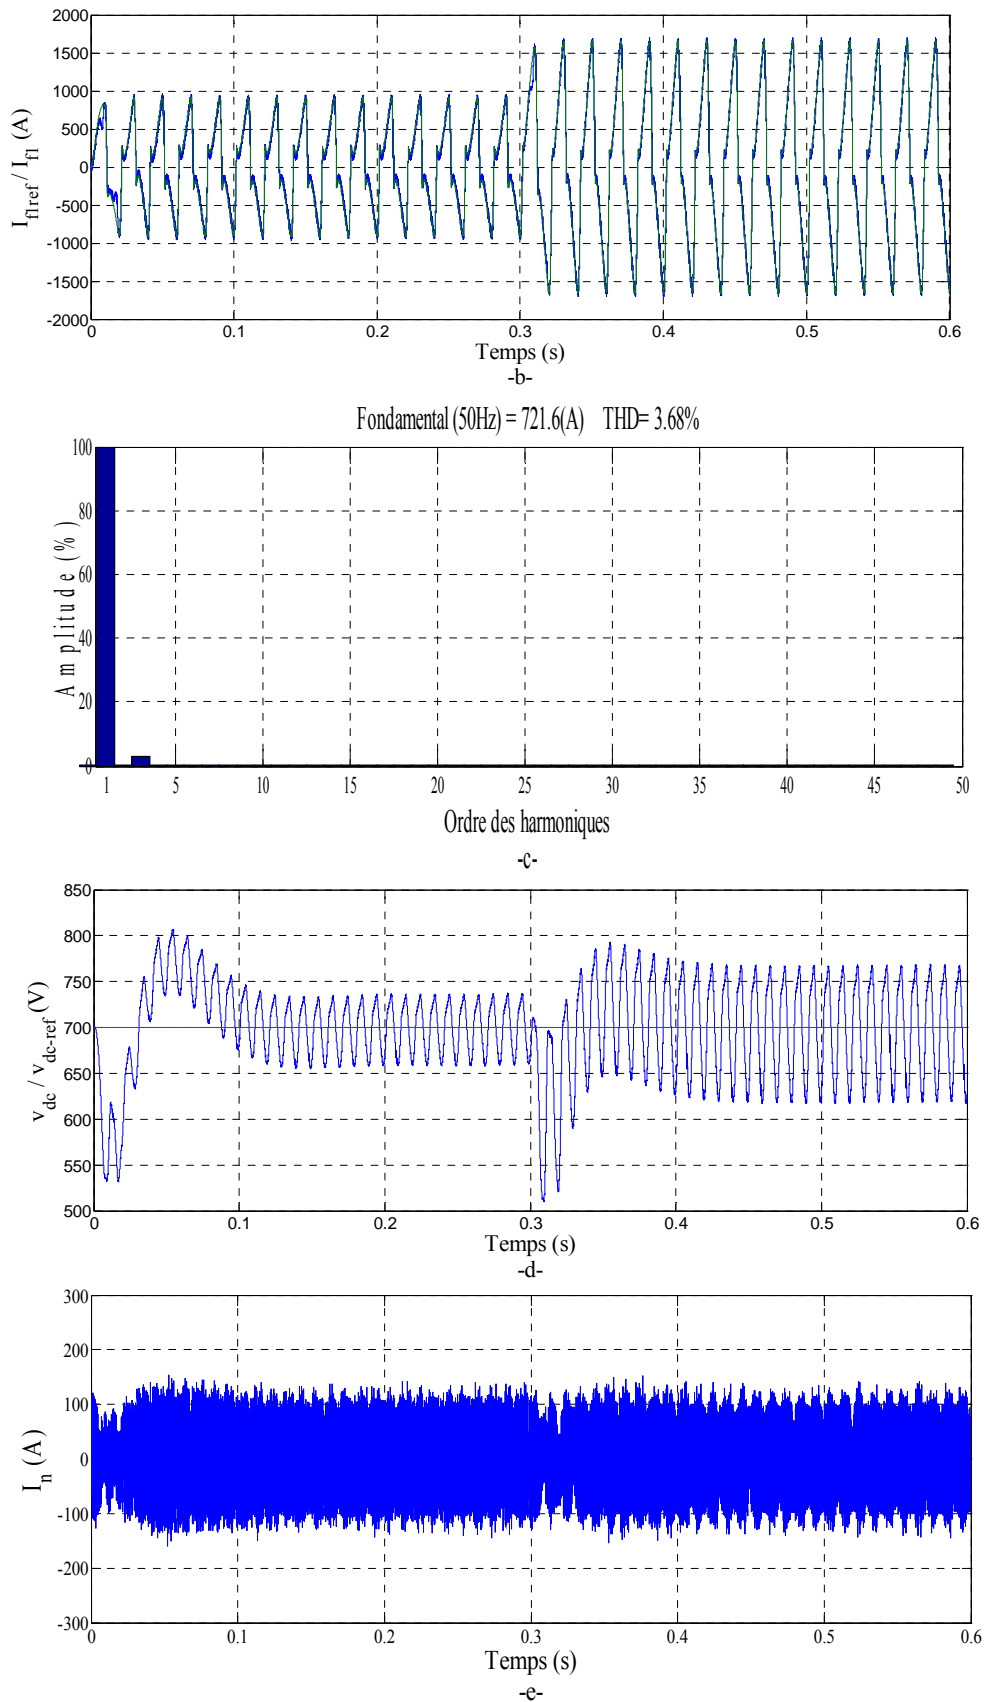 2000
1500
1000
500
0
-500
-1000
-1500
-2000
I_f1ref / I_f1 (A)
0 0.1 0.2 0.3 0.4 0.5 0.6
Temps (s)
-b-
Fondamental (50Hz) = 721.6(A) THD= 3.68%
100
80
60
40
20
0
Amplitude (%)
1 5 10 15 20 25 30 35 40 45 50
Ordre des harmoniques
-c-
850
800
750
700
650
600
550
500
v_dc / v_dc-ref (V)
0 0.1 0.2 0.3 0.4 0.5 0.6
Temps (s)
-d-
300
200
100
0
-100
-200
-300
I_n (A)
0 0.1 0.2 0.3 0.4 0.5 0.6
Temps (s)
-e-